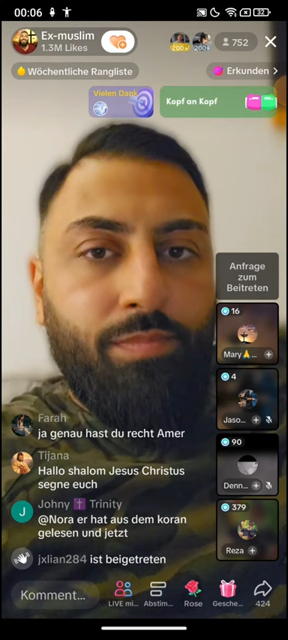 00:06
32
Ex-muslim
1.3M Likes
200
200
752
Wöchentliche Rangliste
Erkunden >
Vielen Dank
Kopf an Kopf
Anfrage
zum
Beitreten
16
Mary🙏...
4
Jaso...
90
Denn...
379
Reza
Farah
ja genau hast du recht Amer
Tijana
Hallo shalom Jesus Christus
segne euch
J
Johny ✝️ Trinity
@Nora er hat aus dem koran
gelesen und jetzt
jxlian284 ist beigetreten
Komment...
LIVE mi...
Abstim...
Rose
Gesche...
424